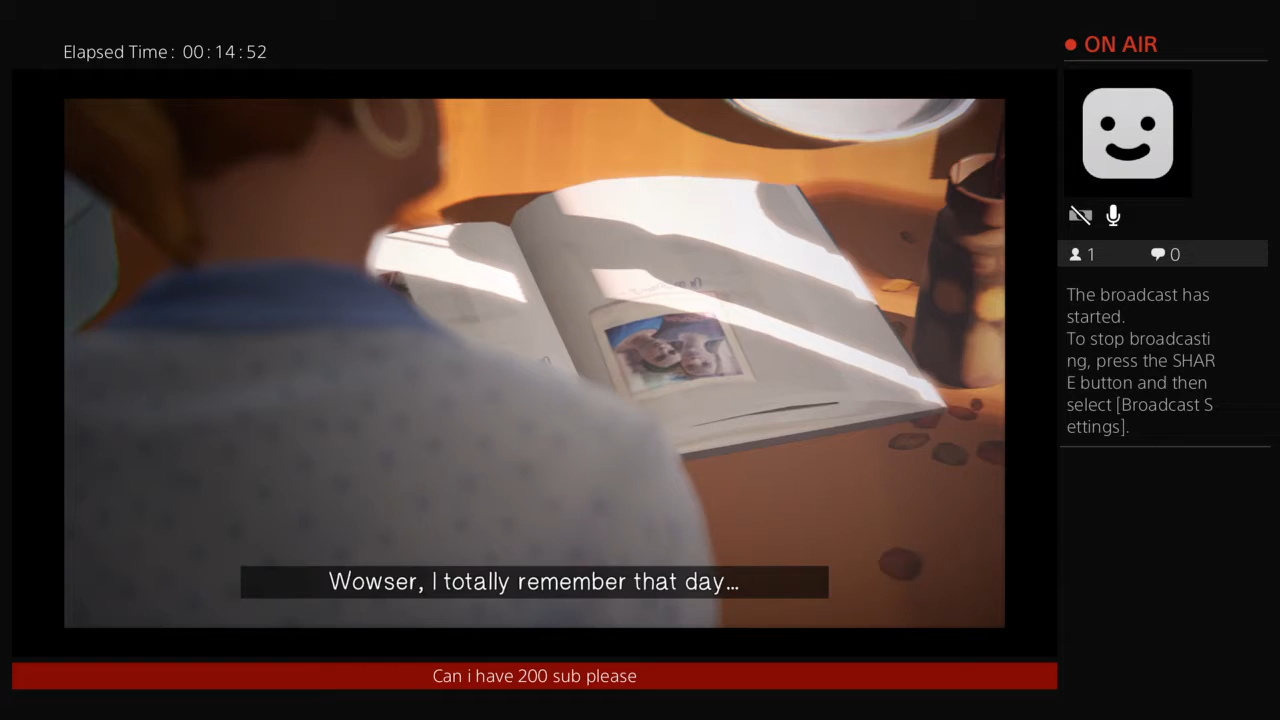 Elapsed Time: 00:14:52
ON AIR
1
0
The broadcast has
started.
To stop broadcasti
ng, press the SHAR
E button and then
select [Broadcast S
ettings].
Wowser, I totally remember that day...
Can i have 200 sub please